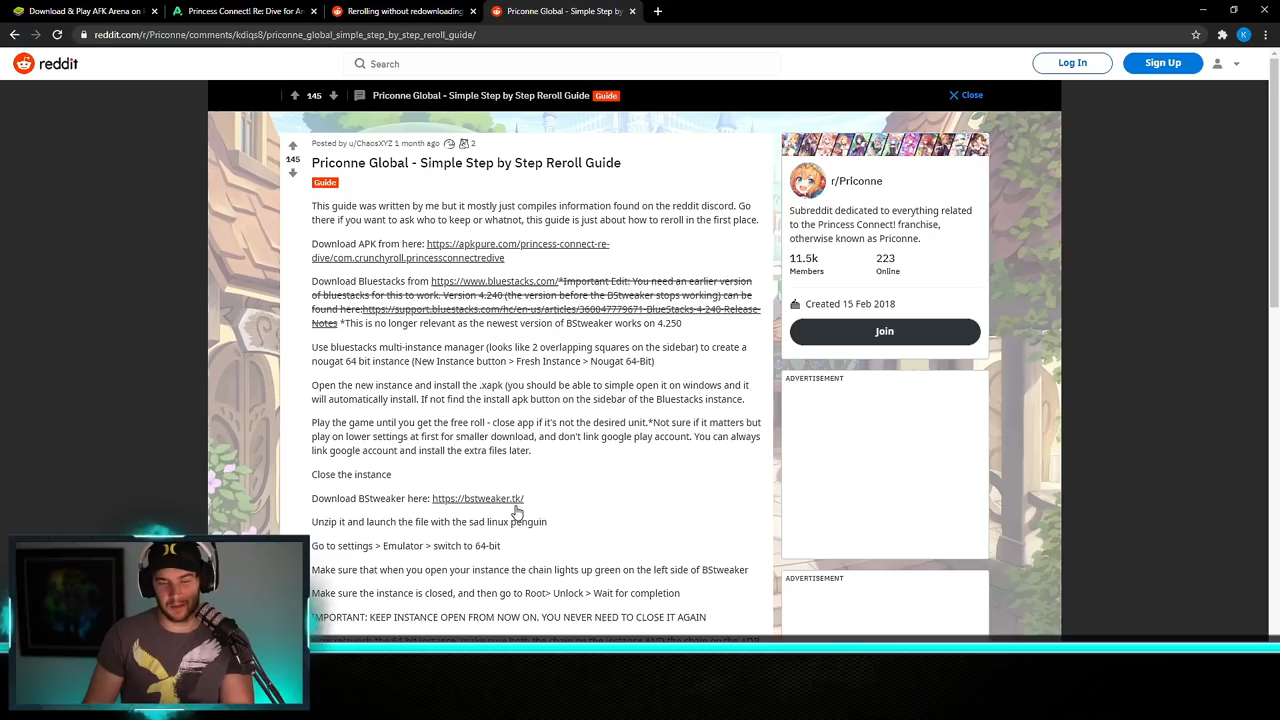 Download & Play AFK Arena on
Princess Connect! Re: Dive for An
Rerolling without redownloading
Priconne Global - Simple Step by
reddit.com/r/Priconne/comments/kdiqs8/priconne_global_simple_step_by_step_reroll_guide/
K
reddit
Search
Log In
Sign Up
145
Priconne Global - Simple Step by Step Reroll Guide
Guide
Close
Posted by u/ChaosXYZ 1 month ago
2
145
Priconne Global - Simple Step by Step Reroll Guide
Guide
This guide was written by me but it mostly just compiles information found on the reddit discord. Go
there if you want to ask who to keep or whatnot, this guide is just about how to reroll in the first place.
Download APK from here: https://apkpure.com/princess-connect-re-
dive/com.crunchyroll.princessconnectredive
Download Bluestacks from https://www.bluestacks.com/*Important Edit: You need an earlier version
of bluestacks for this to work. Version 4.240 (the version before the BStweaker stops working) can be
found here:https://support.bluestacks.com/hc/en-us/articles/360047779671-BlueStacks-4-240-Release-
Notes *This is no longer relevant as the newest version of BStweaker works on 4.250
Use bluestacks multi-instance manager (looks like 2 overlapping squares on the sidebar) to create a
nougat 64 bit instance (New Instance button > Fresh Instance > Nougat 64-Bit)
Open the new instance and install the .xapk (you should be able to simple open it on windows and it
will automatically install. If not find the install apk button on the sidebar of the Bluestacks instance.
Play the game until you get the free roll - close app if it's not the desired unit.*Not sure if it matters but
play on lower settings at first for smaller download, and don't link google play account. You can always
link google account and install the extra files later.
Close the instance
Download BStweaker here: https://bstweaker.tk/
Unzip it and launch the file with the sad linux penguin
Go to settings > Emulator > switch to 64-bit
Make sure that when you open your instance the chain lights up green on the left side of BStweaker
Make sure the instance is closed, and then go to Root> Unlock > Wait for completion
IMPORTANT: KEEP INSTANCE OPEN FROM NOW ON. YOU NEVER NEED TO CLOSE IT AGAIN
r/Priconne
Subreddit dedicated to everything related
to the Princess Connect! franchise,
otherwise known as Priconne.
11.5k
223
Members
Online
Created 15 Feb 2018
Join
ADVERTISEMENT
ADVERTISEMENT